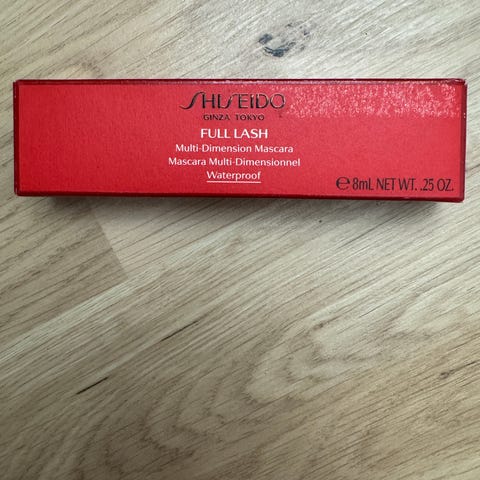 SHISEIDO
GINZA TOKYO
FULL LASH
Multi-Dimension Mascara
Mascara Multi-Dimensionnel
Waterproof
℮ 8mL NET WT. .25 OZ.